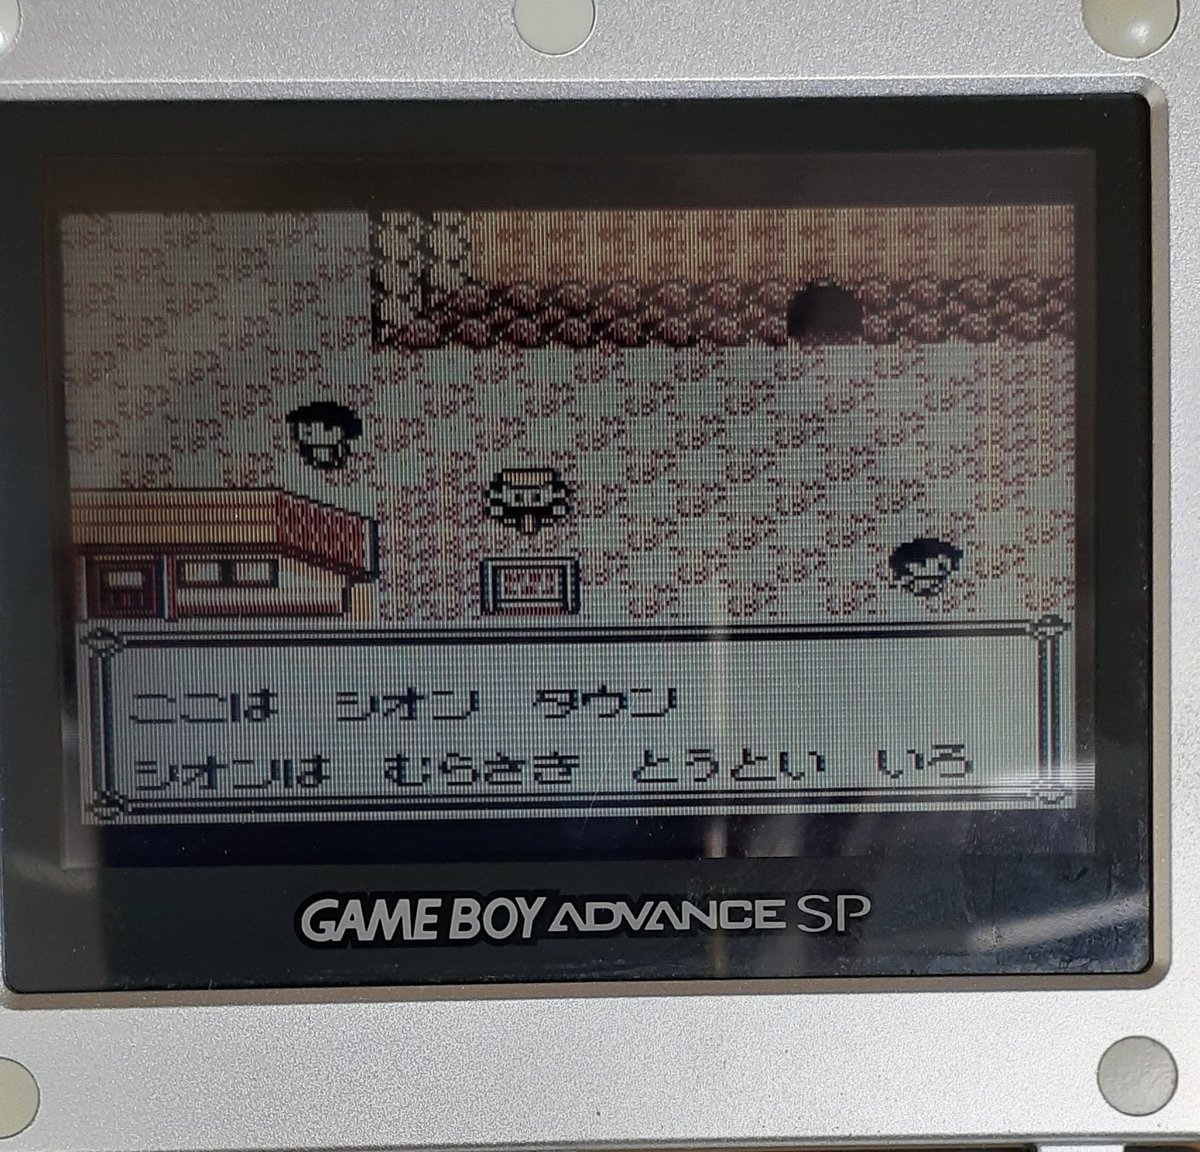 ここは　シオン　タウン
シオンは　むらさき　とうとい　いろ
GAME BOY ADVANCE SP